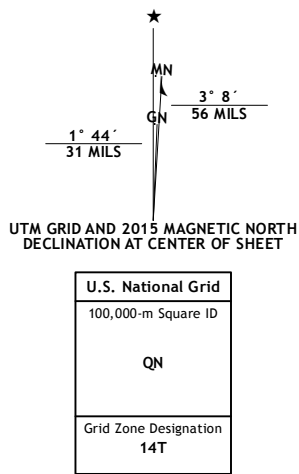 MN
GN
3° 8´
56 MILS
1° 44´
31 MILS
UTM GRID AND 2015 MAGNETIC NORTH
DECLINATION AT CENTER OF SHEET
U.S. National Grid
100,000-m Square ID
QN
Grid Zone Designation
14T